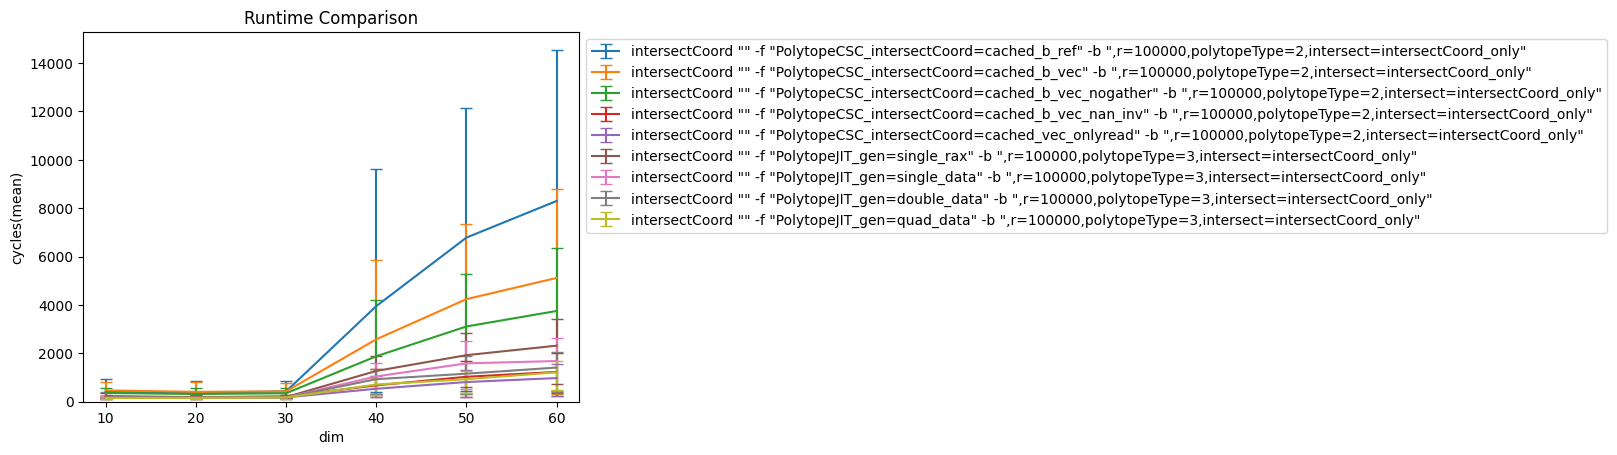 Runtime Comparison
14000
12000
10000
8000
6000
4000
2000
0
cycles(mean)
10 20 30 40 50 60
dim
intersectCoord "" -f "PolytopeCSC_intersectCoord=cached_b_ref" -b ",r=100000,polytopeType=2,intersect=intersectCoord_only"
intersectCoord "" -f "PolytopeCSC_intersectCoord=cached_b_vec" -b ",r=100000,polytopeType=2,intersect=intersectCoord_only"
intersectCoord "" -f "PolytopeCSC_intersectCoord=cached_b_vec_nogather" -b ",r=100000,polytopeType=2,intersect=intersectCoord_only"
intersectCoord "" -f "PolytopeCSC_intersectCoord=cached_b_vec_nan_inv" -b ",r=100000,polytopeType=2,intersect=intersectCoord_only"
intersectCoord "" -f "PolytopeCSC_intersectCoord=cached_vec_onlyread" -b ",r=100000,polytopeType=2,intersect=intersectCoord_only"
intersectCoord "" -f "PolytopeJIT_gen=single_rax" -b ",r=100000,polytopeType=3,intersect=intersectCoord_only"
intersectCoord "" -f "PolytopeJIT_gen=single_data" -b ",r=100000,polytopeType=3,intersect=intersectCoord_only"
intersectCoord "" -f "PolytopeJIT_gen=double_data" -b ",r=100000,polytopeType=3,intersect=intersectCoord_only"
intersectCoord "" -f "PolytopeJIT_gen=quad_data" -b ",r=100000,polytopeType=3,intersect=intersectCoord_only"